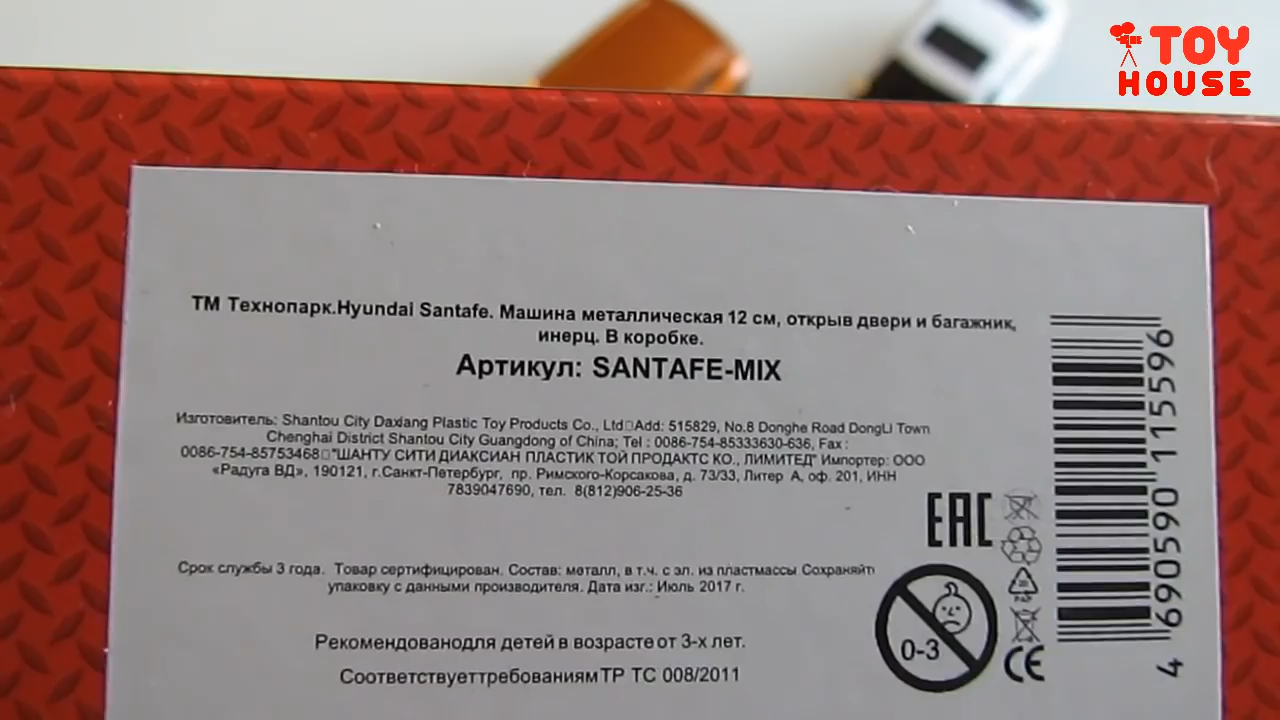 TOY
HOUSE
ТМ Технопарк.Hyundai Santafe. Машина металлическая 12 см, открыв двери и багажник,
инерц. В коробке.
Артикул: SANTAFE-MIX
Изготовитель: Shantou City Daxiang Plastic Toy Products Co., Ltd□Add: 515829, No.8 Donghe Road DongLi Town
Chenghai District Shantou City Guangdong of China; Tel : 0086-754-85333630-636, Fax :
0086-754-85753468□"ШАНТУ СИТИ ДИАКСИАН ПЛАСТИК ТОЙ ПРОДАКТС КО., ЛИМИТЕД" Импортер: ООО
«Радуга ВД», 190121, г.Санкт-Петербург, пр. Римского-Корсакова, д. 73/33, Литер А, оф. 201, ИНН
7839047690, тел. 8(812)906-25-36
Срок службы 3 года. Товар сертифицирован. Состав: металл, в т.ч. с эл. из пластмассы Сохраняйт
упаковку с данными производителя. Дата изг.: Июль 2017 г.
Рекомендованодля детей в возрасте от 3-х лет.
СоответствуеттребованиямТР ТС 008/2011
EAC
0-3
CE
4 690590 115596